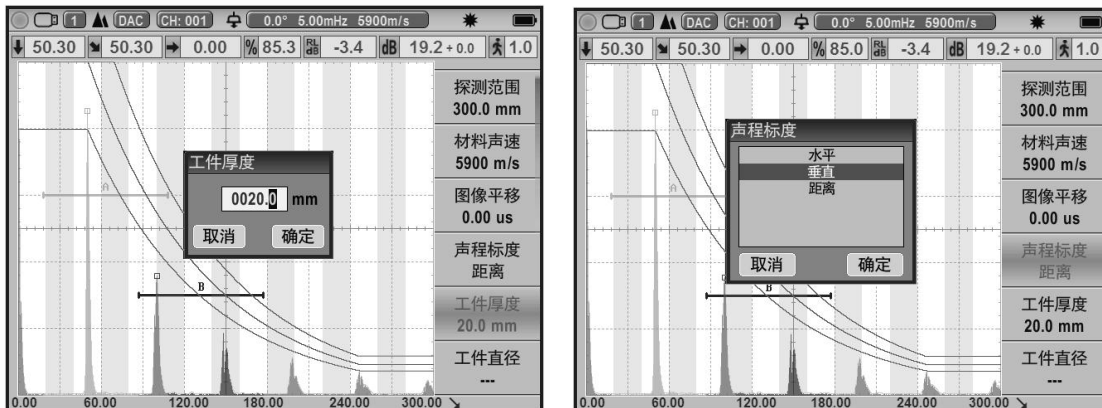 1 DAC CH: 001 0.0° 5.00mHz 5900m/s
50.30 50.30 0.00 % 85.3 RL dB -3.4 dB 19.2 + 0.0 1.0
探测范围
300.0 mm
材料声速
5900 m/s
图像平移
0.00 us
声程标度
距离
工件厚度
20.0 mm
工件直径
---
工件厚度
0020.0 mm
取消 确定
A
B
0.00 60.00 120.00 180.00 240.00 300.00
1 DAC CH: 001 0.0° 5.00mHz 5900m/s
50.30 50.30 0.00 % 85.0 RL dB -3.4 dB 19.2 + 0.0 1.0
探测范围
300.0 mm
材料声速
5900 m/s
图像平移
0.00 us
声程标度
距离
工件厚度
20.0 mm
工件直径
---
声程标度
水平
垂直
距离
取消 确定
A
B
0.00 60.00 120.00 180.00 240.00 300.00